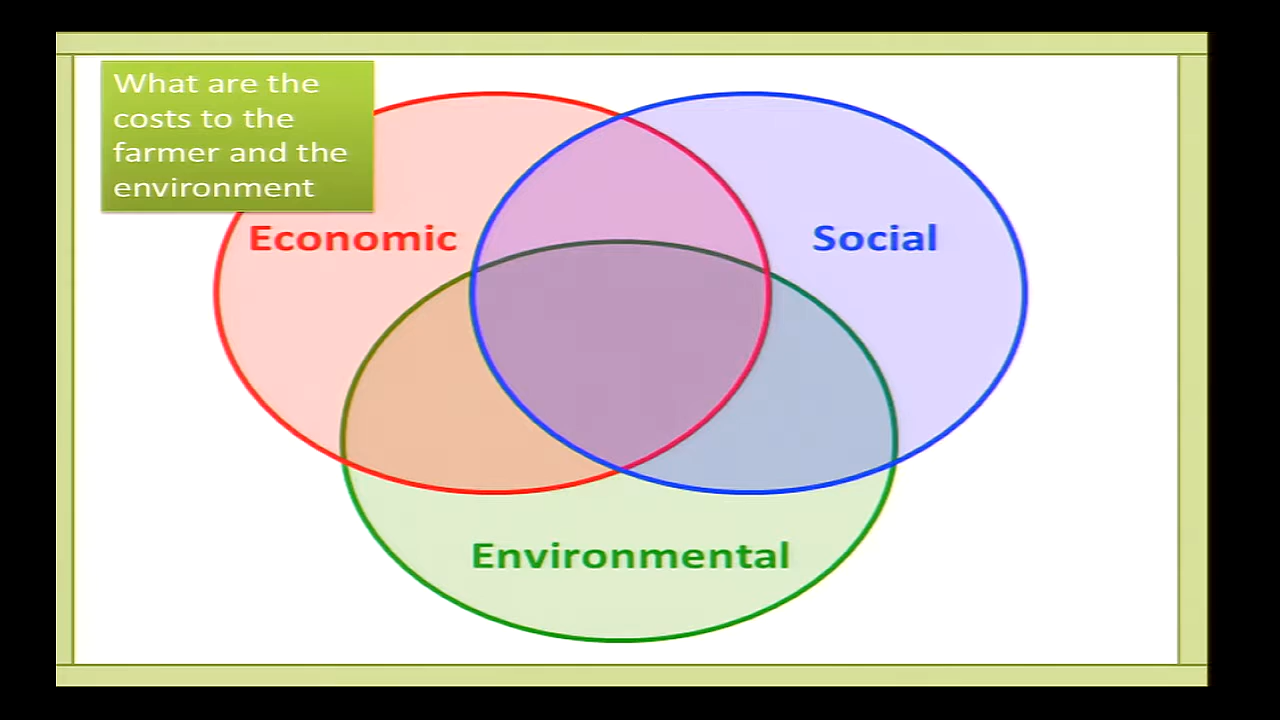 What are the
costs to the
farmer and the
environment
Economic
Social
Environmental